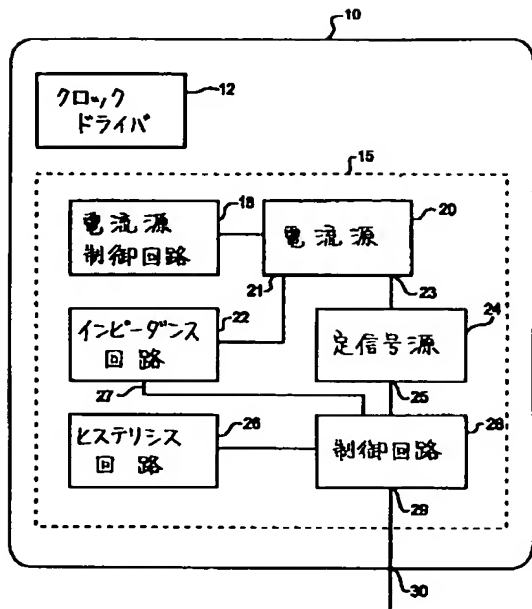 10
クロック
ドライバ
12
15
電流源
制御回路
18
電流源
20
21
23
インピーダンス
回路
22
定信号源
24
27
25
ヒステリシス
回路
26
制御回路
28
29
30